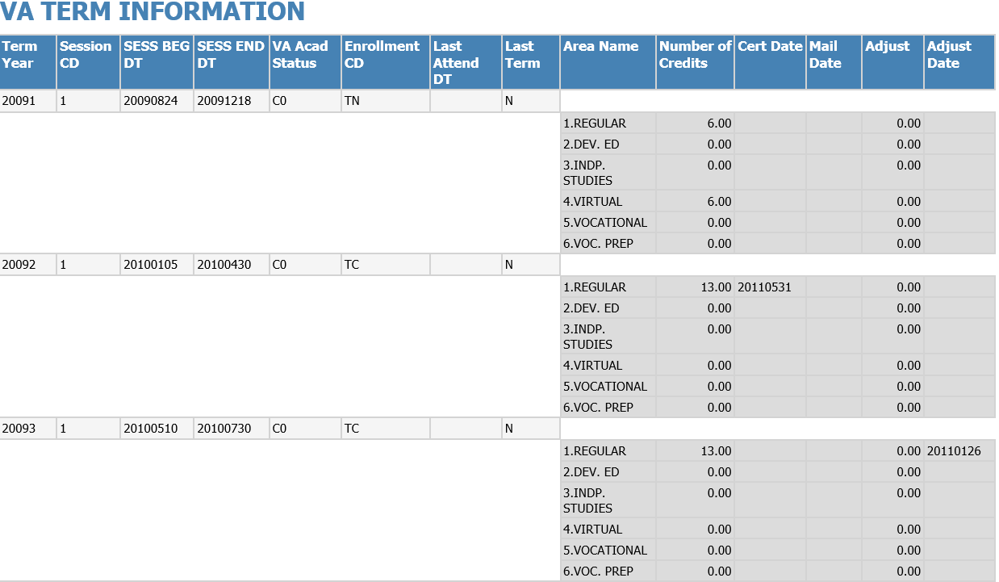 VA TERM INFORMATION
Term Year Session CD SESS BEG DT SESS END DT VA Acad Status Enrollment CD Last Attend DT Last Term Area Name Number of Credits Cert Date Mail Date Adjust Adjust Date
20091 1 20090824 20091218 C0 TN N
1.REGULAR 6.00 0.00
2.DEV. ED 0.00 0.00
3.INDP. STUDIES 0.00 0.00
4.VIRTUAL 6.00 0.00
5.VOCATIONAL 0.00 0.00
6.VOC. PREP 0.00 0.00
20092 1 20100105 20100430 C0 TC N
1.REGULAR 13.00 20110531 0.00
2.DEV. ED 0.00 0.00
3.INDP. STUDIES 0.00 0.00
4.VIRTUAL 0.00 0.00
5.VOCATIONAL 0.00 0.00
6.VOC. PREP 0.00 0.00
20093 1 20100510 20100730 C0 TC N
1.REGULAR 13.00 0.00 20110126
2.DEV. ED 0.00 0.00
3.INDP. STUDIES 0.00 0.00
4.VIRTUAL 0.00 0.00
5.VOCATIONAL 0.00 0.00
6.VOC. PREP 0.00 0.00